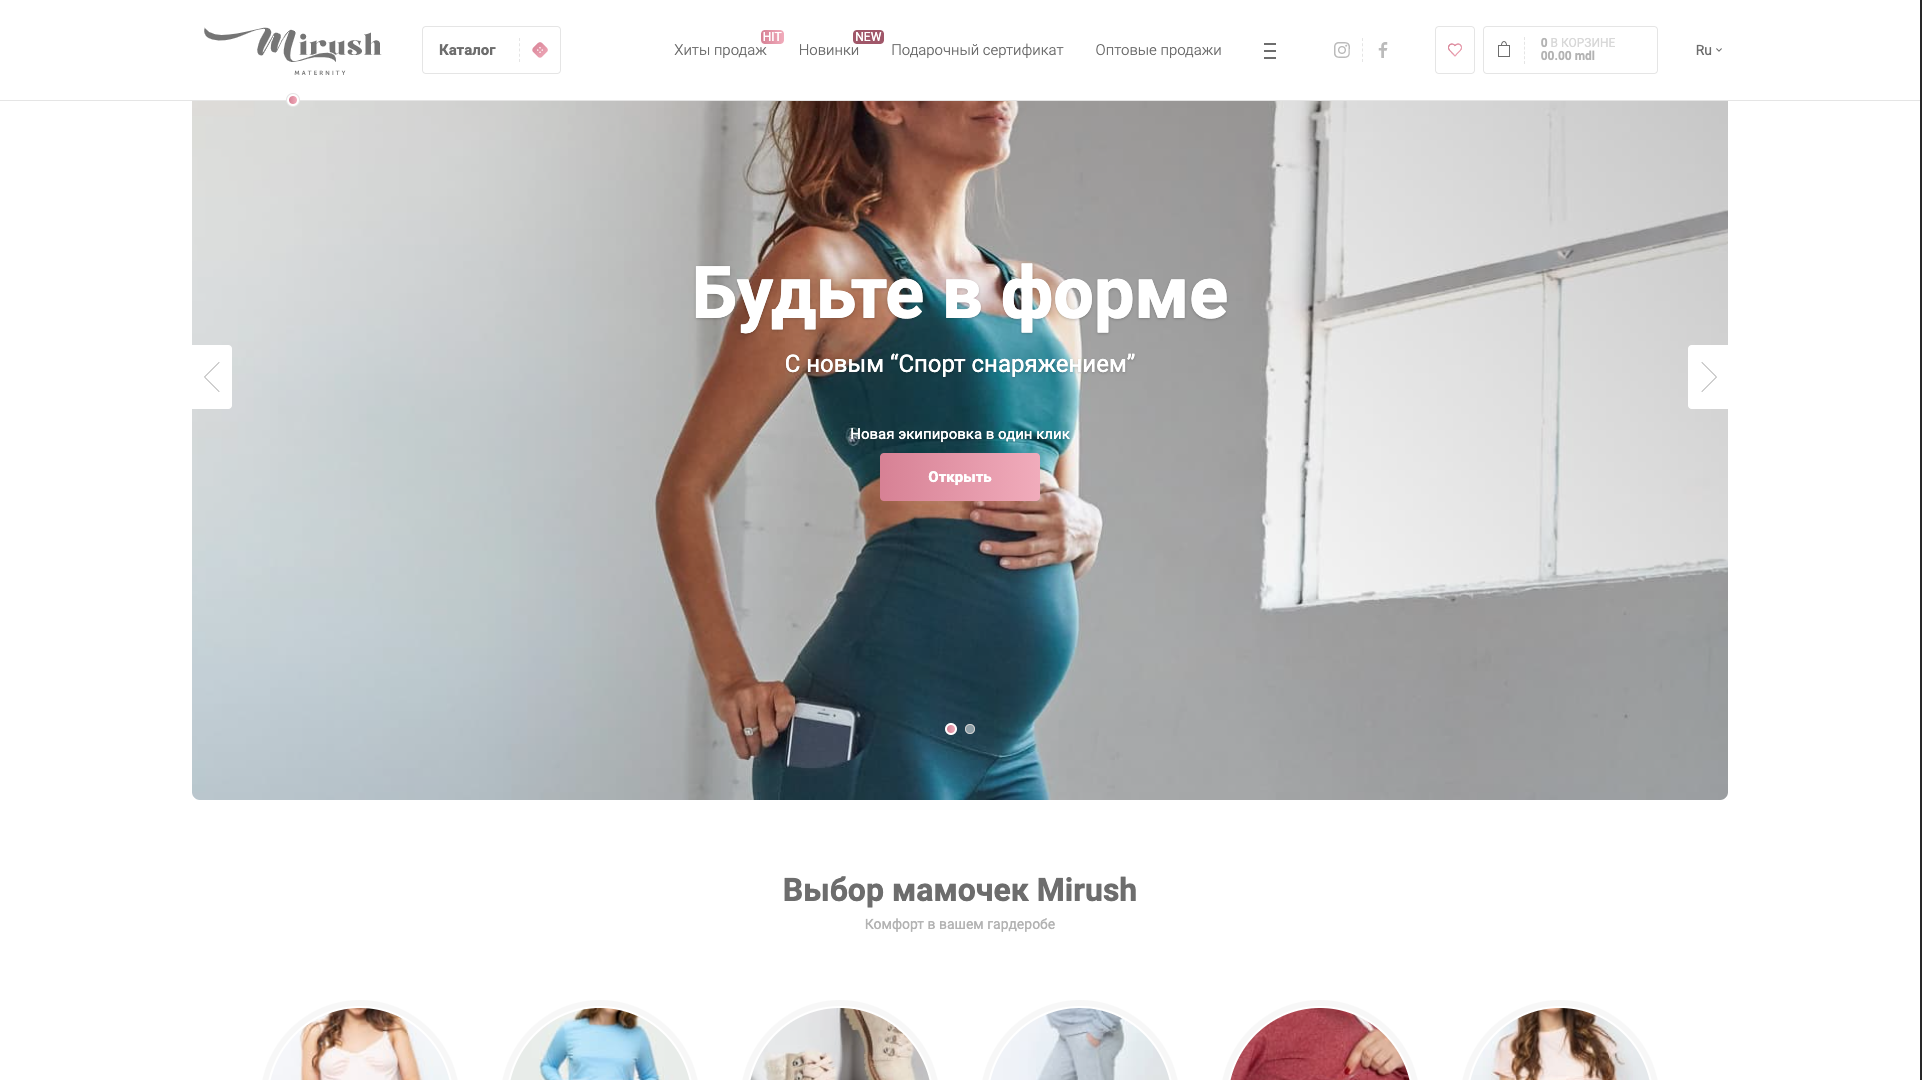 Mirush
MATERNITY
Каталог
Хиты продаж
HIT
Новинки
NEW
Подарочный сертификат
Оптовые продажи
0 В КОРЗИНЕ
00.00 mdl
Ru
Будьте в форме
С новым “Спорт снаряжением”
Новая экипировка в один клик
Открыть
Выбор мамочек Mirush
Комфорт в вашем гардеробе